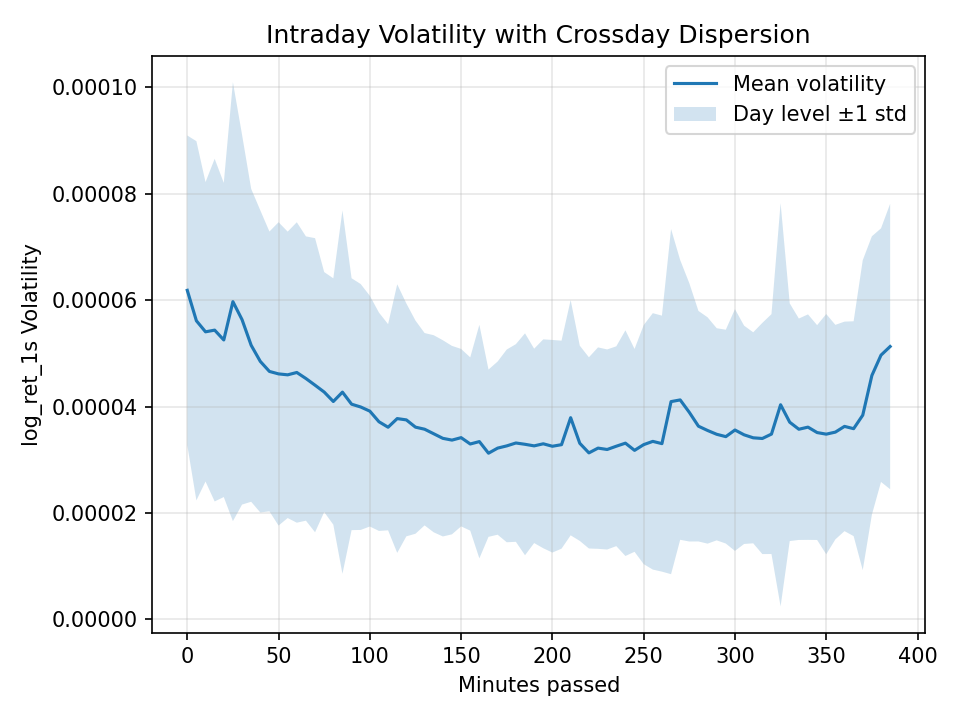 Intraday Volatility with Crossday Dispersion
Mean volatility
Day level ±1 std
log_ret_1s Volatility
0.00010
0.00008
0.00006
0.00004
0.00002
0.00000
0 50 100 150 200 250 300 350 400
Minutes passed